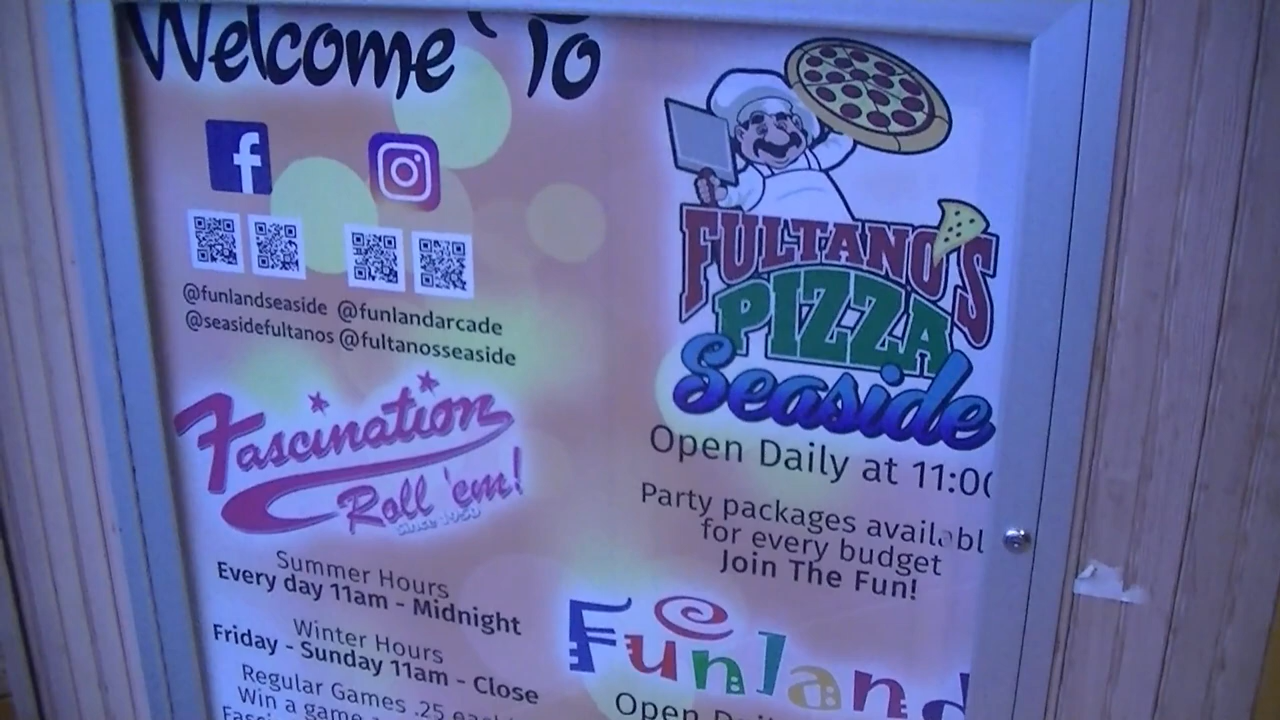 Welcome To
@funlandseaside @funlandarcade
@seasidefultanos @fultanosseaside
Fascination
Roll 'em!
Since
Summer Hours
Every day 11am - Midnight
Winter Hours
Friday - Sunday 11am - Close
Regular Games .25
Win a game
FULTANO'S
PIZZA
Seaside
Open Daily at 11:0
Party packages availabl
for every budget
Join The Fun!
Funland
Open